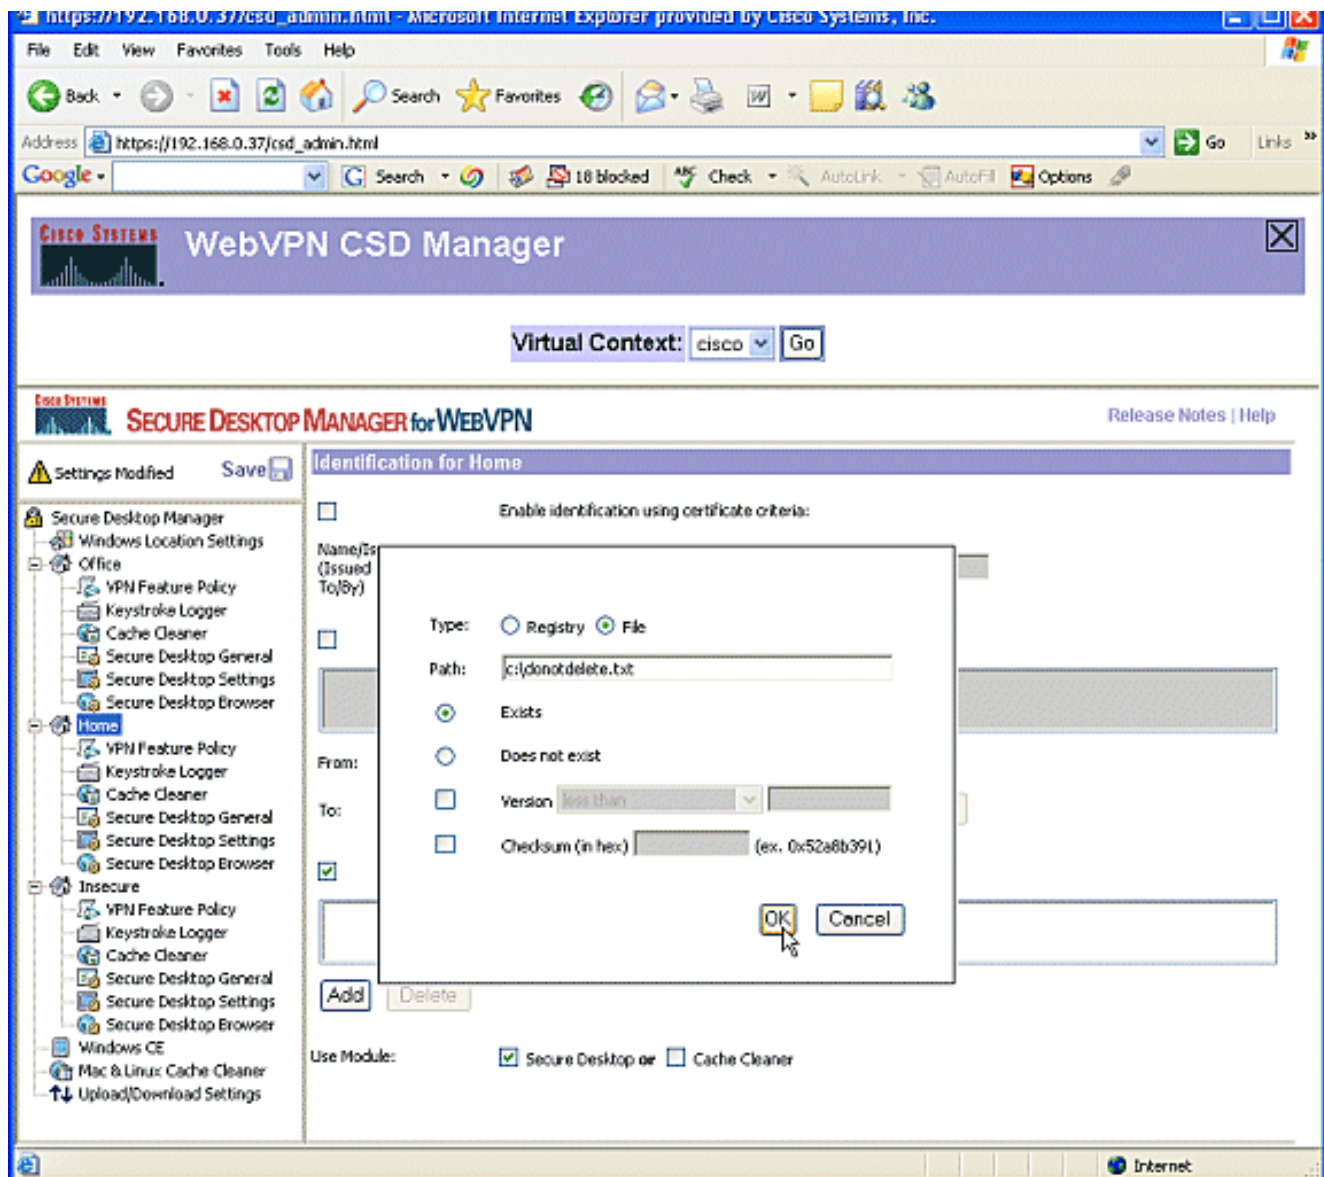 https://192.168.0.37/csd_admin.html - Microsoft Internet Explorer provided by Cisco Systems, Inc.
File Edit View Favorites Tools Help
Back Search Favorites
Address https://192.168.0.37/csd_admin.html Go Links »
Google Search 18 blocked Check AutoLink AutoFill Options
CISCO SYSTEMS
WebVPN CSD Manager
Virtual Context: cisco Go
CISCO SYSTEMS
SECURE DESKTOP MANAGER for WEBVPN
Release Notes | Help
Settings Modified Save
Secure Desktop Manager
Windows Location Settings
Office
VPN Feature Policy
Keystroke Logger
Cache Cleaner
Secure Desktop General
Secure Desktop Settings
Secure Desktop Browser
Home
VPN Feature Policy
Keystroke Logger
Cache Cleaner
Secure Desktop General
Secure Desktop Settings
Secure Desktop Browser
Insecure
VPN Feature Policy
Keystroke Logger
Cache Cleaner
Secure Desktop General
Secure Desktop Settings
Secure Desktop Browser
Windows CE
Mac & Linux Cache Cleaner
Upload/Download Settings
Identification for Home
Enable identification using certificate criteria:
Name/Is
(Issued
To/By)
Type: Registry File
Path: c:\donotdelete.txt
Exists
Does not exist
Version less than
Checksum (in hex) (ex. 0x52a8b391)
OK Cancel
From:
To:
Add Delete
Use Module: Secure Desktop or Cache Cleaner
Internet